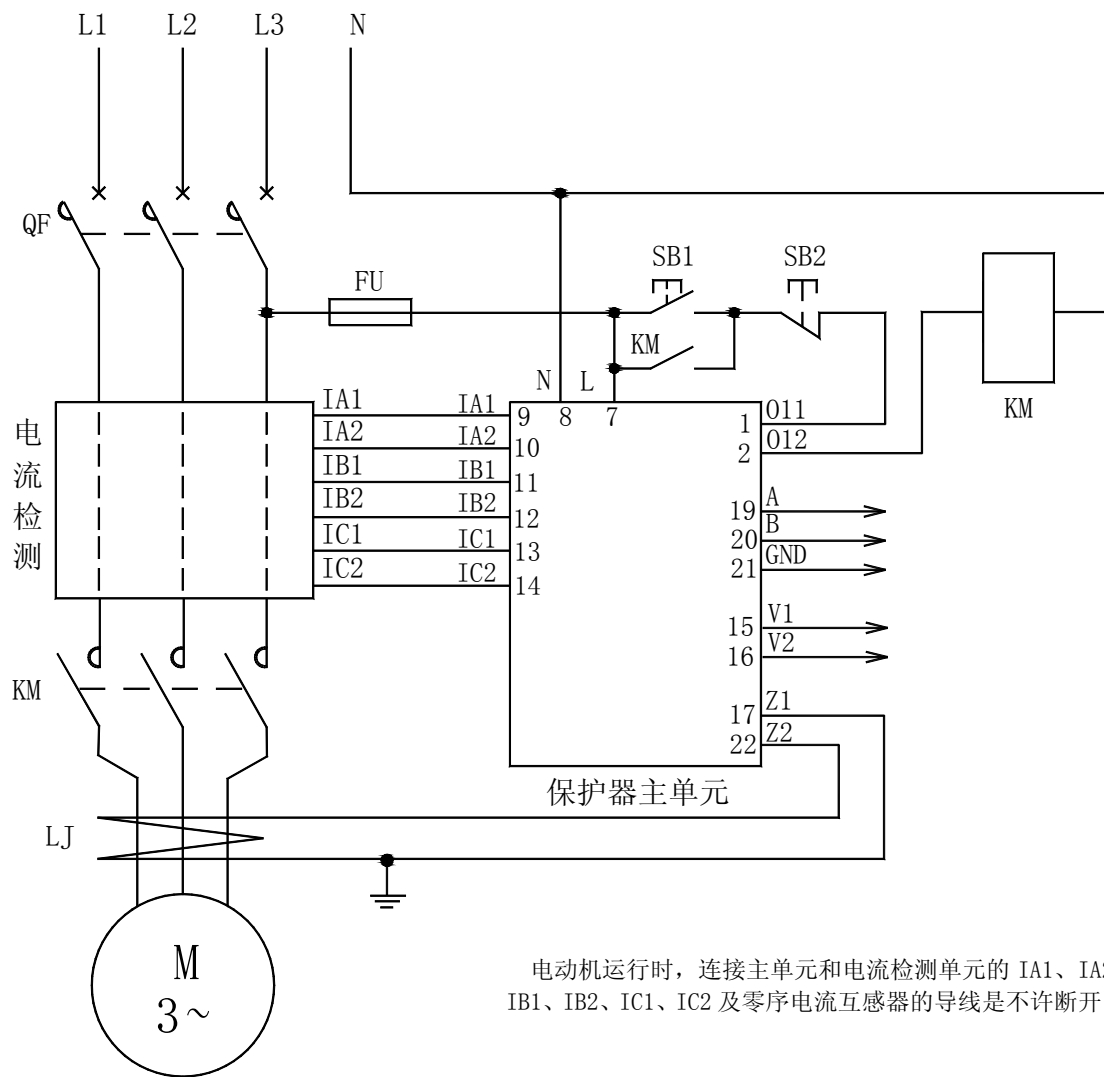 L1 L2 L3 N
QF
FU
SB1 SB2
KM
N L
KM
IA1 IA1 9 8 7 1 O11
IA2 IA2 10 2 O12
IB1 IB1 11
IB2 IB2 12 19 A
IC1 IC1 13 20 B
IC2 IC2 14 21 GND
电流检测
15 V1
16 V2
KM
17 Z1
22 Z2
保护器主单元
LJ
M
3~
电动机运行时，连接主单元和电流检测单元的 IA1、IA2
IB1、IB2、IC1、IC2 及零序电流互感器的导线是不许断开